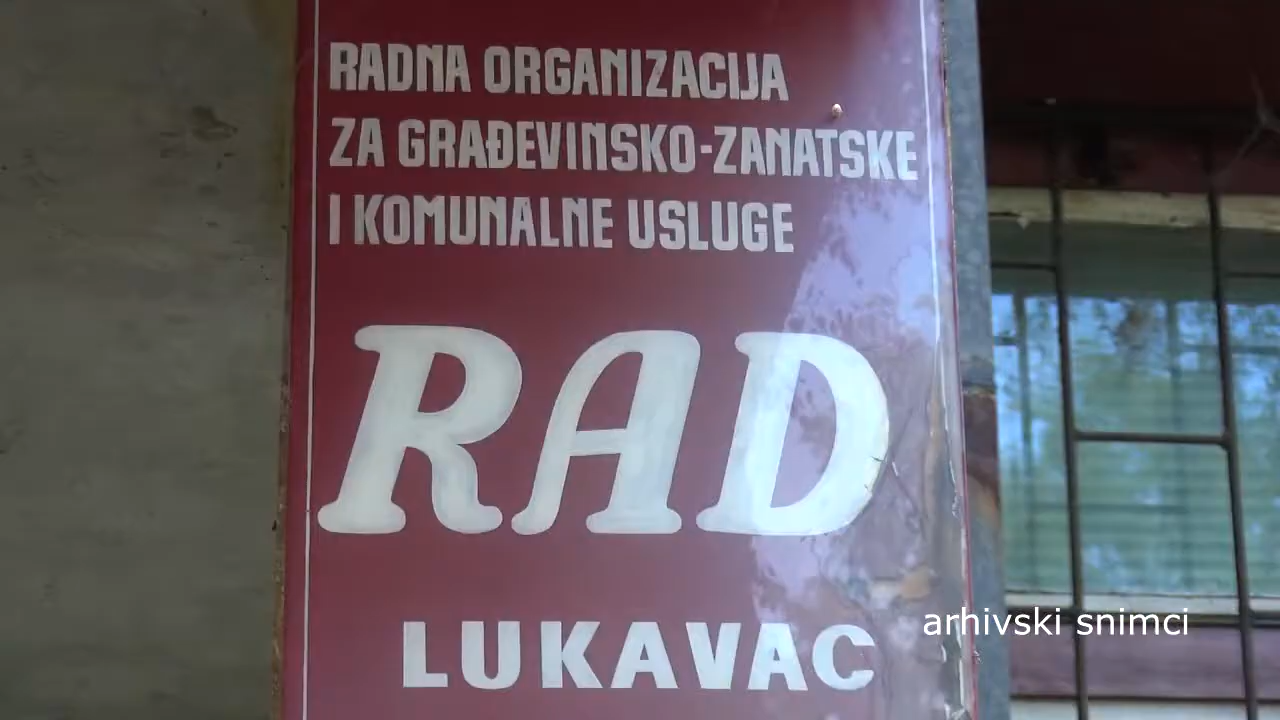 RADNA ORGANIZACIJA
ZA GRAĐEVINSKO-ZANATSKE
I KOMUNALNE USLUGE
RAD
LUKAVAC
arhivski snimci